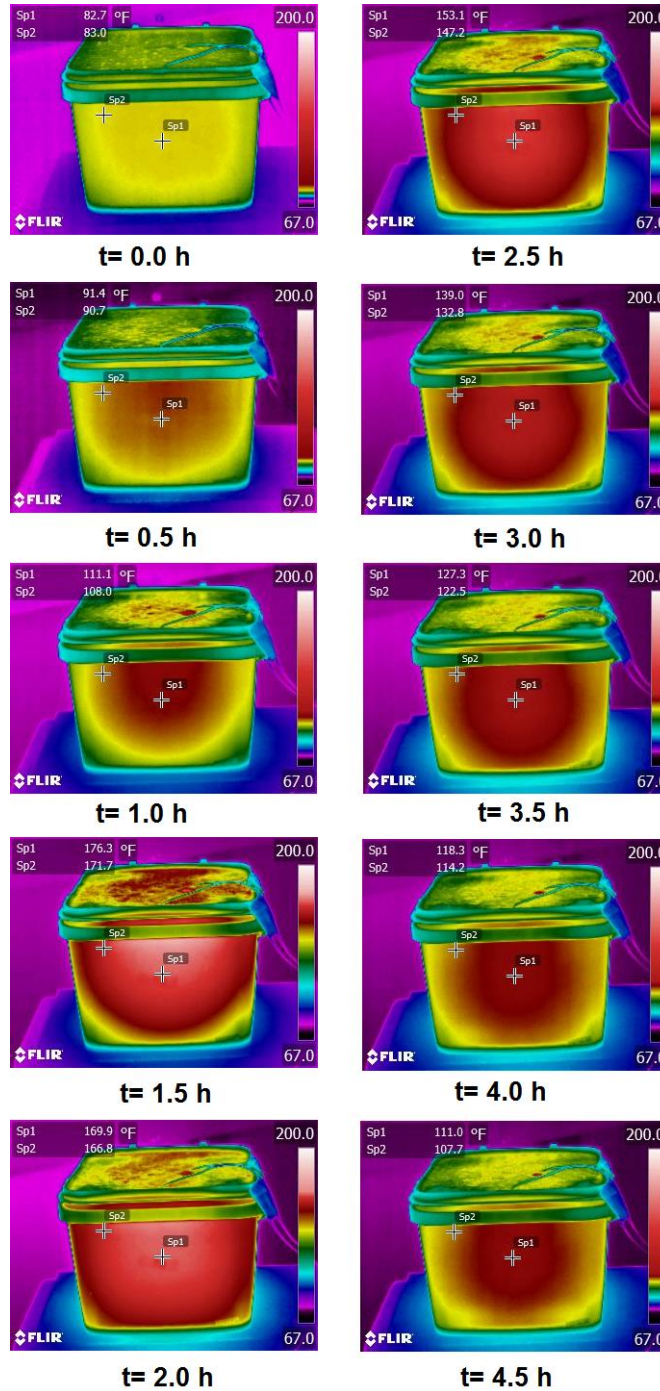 Sp1 82.7 °F 200.0
Sp2 83.0
Sp2
Sp1
FLIR 67.0
t= 0.0 h
Sp1 91.4 °F 200.0
Sp2 90.7
Sp2
Sp1
FLIR 67.0
t= 0.5 h
Sp1 111.1 °F 200.0
Sp2 108.0
Sp2
Sp1
FLIR 67.0
t= 1.0 h
Sp1 176.3 °F 200.0
Sp2 171.7
Sp2
Sp1
FLIR 67.0
t= 1.5 h
Sp1 169.9 °F 200.0
Sp2 166.8
Sp2
Sp1
FLIR 67.0
t= 2.0 h
Sp1 153.1 °F 200.0
Sp2 147.2
Sp2
Sp1
FLIR 67.0
t= 2.5 h
Sp1 139.0 °F 200.0
Sp2 132.8
Sp2
Sp1
FLIR 67.0
t= 3.0 h
Sp1 127.3 °F 200.0
Sp2 122.5
Sp2
Sp1
FLIR 67.0
t= 3.5 h
Sp1 118.3 °F 200.0
Sp2 114.2
Sp2
Sp1
FLIR 67.0
t= 4.0 h
Sp1 111.0 °F 200.0
Sp2 107.7
Sp2
Sp1
FLIR 67.0
t= 4.5 h